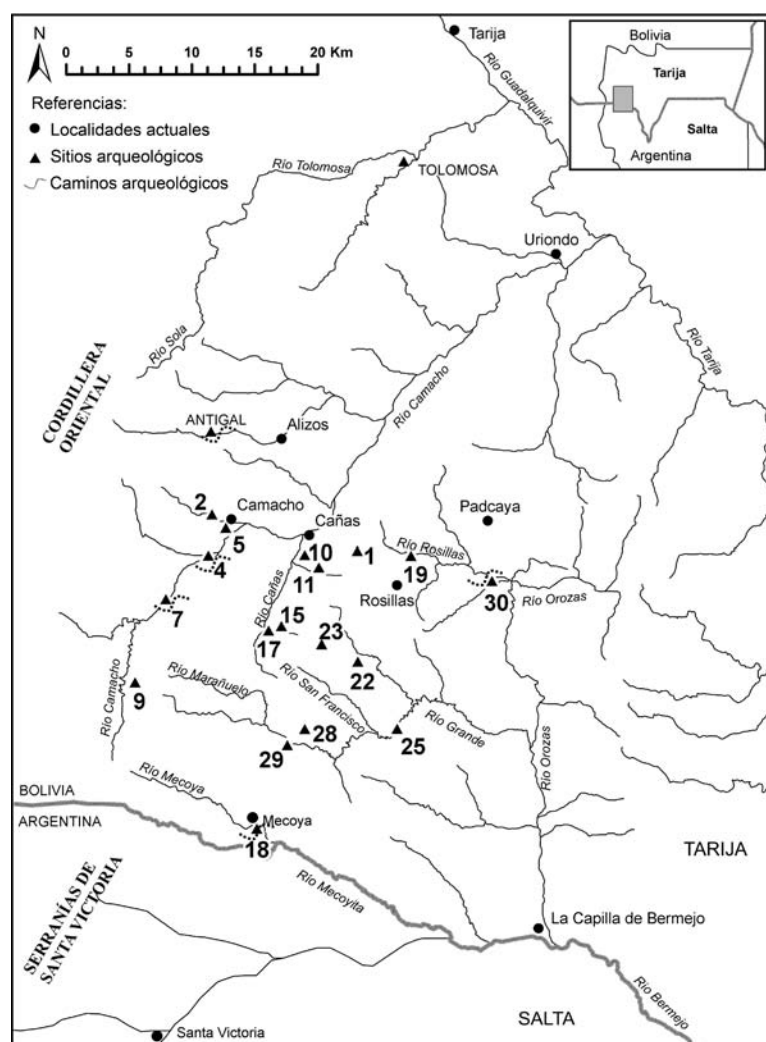 N
0 5 10 15 20 Km
Referencias:
Localidades actuales
Sitios arqueológicos
Caminos arqueológicos
Tarija
Río Guadalquivir
Bolivia
Tarija
Salta
Argentina
Río Tolomosa
TOLOMOSA
Uriondo
Río Sola
Río Camacho
Río Tarija
CORDILLERA
ORIENTAL
ANTIGAL
Alizos
2
Camacho
5
Cañas
Padcaya
4
10
1
Río Rosillas
11
19
7
Río Cañas
Rosillas
30
Río Orozas
15
23
17
22
9
Río Marañuelo
Río San Francisco
Río Grande
Río Camacho
28
25
29
Río Orozas
Río Mecoya
BOLIVIA
ARGENTINA
Mecoya
18
TARIJA
SERRANÍAS DE
SANTA VICTORIA
Río Mecoyita
La Capilla de Bermejo
Río Bermejo
SALTA
Santa Victoria